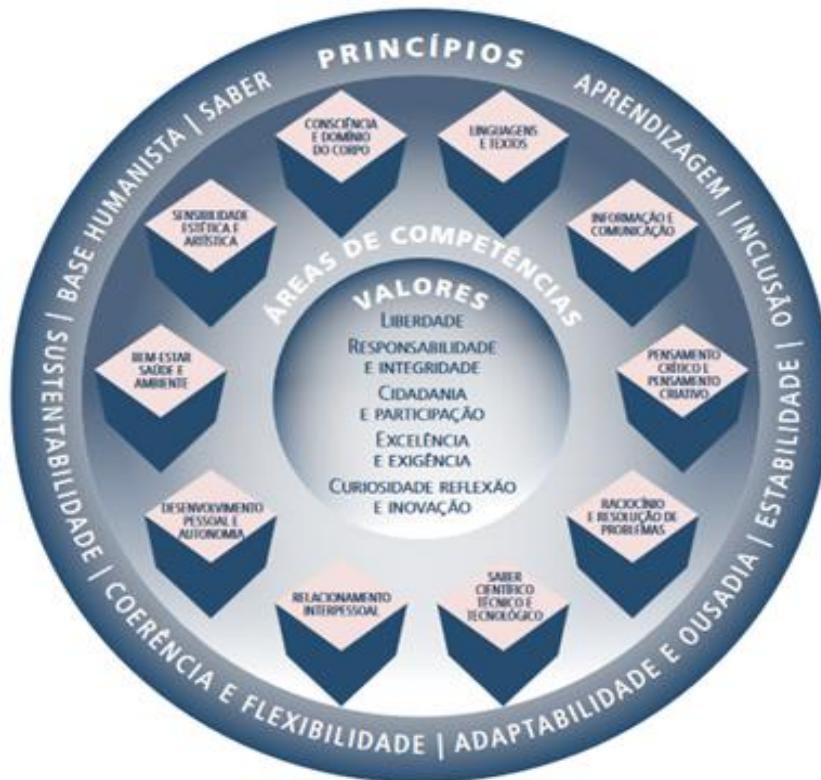 PRINCÍPIOS
BASE HUMANISTA | SABER
APRENDIZAGEM | INCLUSÃO |
ESTABILIDADE |
ADAPTABILIDADE E OUSADIA |
COERÊNCIA E FLEXIBILIDADE |
SUSTENTABILIDADE |
ÁREAS DE COMPETÊNCIAS
CONSCIÊNCIA
E DOMÍNIO
DO CORPO
LINGUAGENS
E TEXTOS
INFORMAÇÃO E
COMUNICAÇÃO
PENSAMENTO
CRÍTICO E
PENSAMENTO
CRIATIVO
RACIOCÍNIO
E RESOLUÇÃO DE
PROBLEMAS
SABER
CIENTÍFICO
TÉCNICO E
TECNOLÓGICO
RELACIONAMENTO
INTERPESSOAL
DESENVOLVIMENTO
PESSOAL E
AUTONOMIA
BEM-ESTAR
SAÚDE E
AMBIENTE
SENSIBILIDADE
ESTÉTICA E
ARTÍSTICA
VALORES
LIBERDADE
RESPONSABILIDADE
E INTEGRIDADE
CIDADANIA
E PARTICIPAÇÃO
EXCELÊNCIA
E EXIGÊNCIA
CURIOSIDADE REFLEXÃO
E INOVAÇÃO